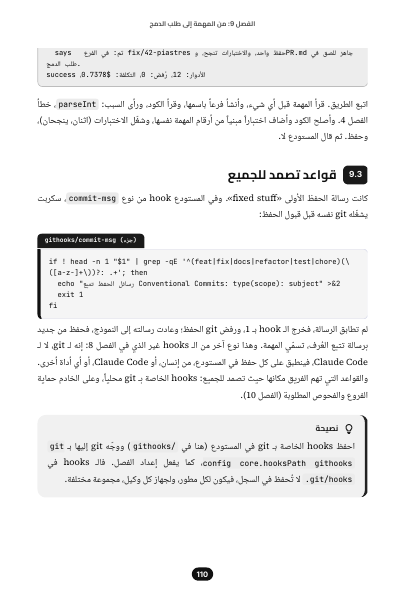 الفصل 9: من المهمة إلى طلب الدمج
says حفظ واحد، والاختبارات تنجح، و PR.md جاهز للصق في fix/42-piastres تم: في الفرع
طلب الدمج.
success ،0.7378$ :الأدوار: 12، رُفض: 0، التكلفة
اتبع الطريق. قرأ المهمة قبل أي شيء، وأنشأ فرعاً باسمها، وقرأ الكود، ورأى السبب: parseInt، خطأ
الفصل 4. وأصلح الكود وأضاف اختباراً مبنياً من أرقام المهمة نفسها، وشغّل الاختبارات (اثنان، ينجحان)،
وحفظ. ثم قال المستودع لا.
9.3 قواعد تصمد للجميع
كانت رسالة الحفظ الأولى «fixed stuff». وفي المستودع hook من نوع commit-msg، سكربت
يشغّله git نفسه قبل قبول الحفظ:
githooks/commit-msg (جزء)
if ! head -n 1 "$1" | grep -qE '^(feat|fix|docs|refactor|test|chore)(\
([a-z-]+\))?: .+'; then
echo "رسائل الحفظ تتبع Conventional Commits: type(scope): subject" >&2
exit 1
fi
لم تطابق الرسالة، فخرج الـ hook بـ 1، ورفض git الحفظ؛ وعادت رسالته إلى النموذج، فحفظ من جديد
برسالة تتبع العُرف، تسمّي المهمة. وهذا نوع آخر من الـ hooks غير الذي في الفصل 8: إنه لـ git، لا لـ
Claude Code، فينطبق على كل حفظ في المستودع، من إنسان، أو Claude Code، أو أي أداة أخرى.
والقواعد التي تهم الفريق مكانها حيث تصمد للجميع: hooks الخاصة بـ git محلياً، وعلى الخادم حماية
الفروع والفحوص المطلوبة (الفصل 10).
نصيحة
احفظ hooks الخاصة بـ git في المستودع (هنا في githooks/) ووجّه git إليها بـ git
config core.hooksPath githooks، كما يفعل إعداد الفصل. فالـ hooks في
.git/hooks لا تُحفظ في السجل، فيكون لكل مطور، ولجهاز كل وكيل، مجموعة مختلفة.
110